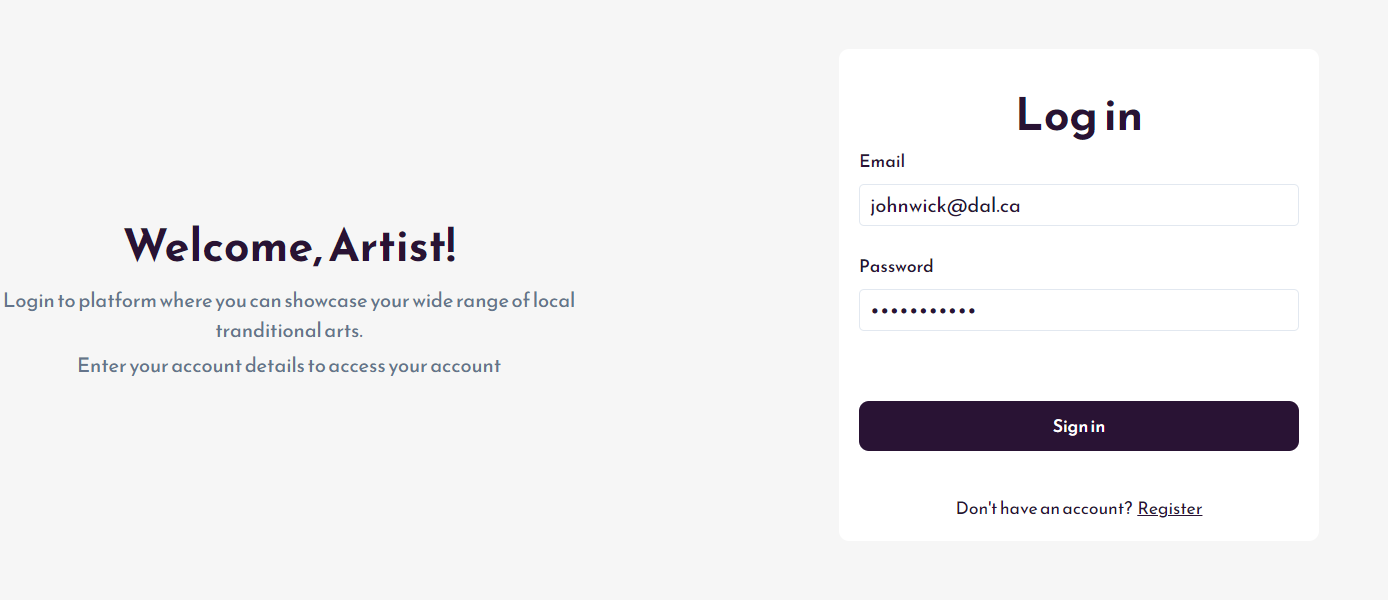 Welcome, Artist!
Login to platform where you can showcase your wide range of local
tranditional arts.
Enter your account details to access your account
Log in
Email
johnwick@dal.ca
Password
•••••••••••
Sign in
Don't have an account? Register